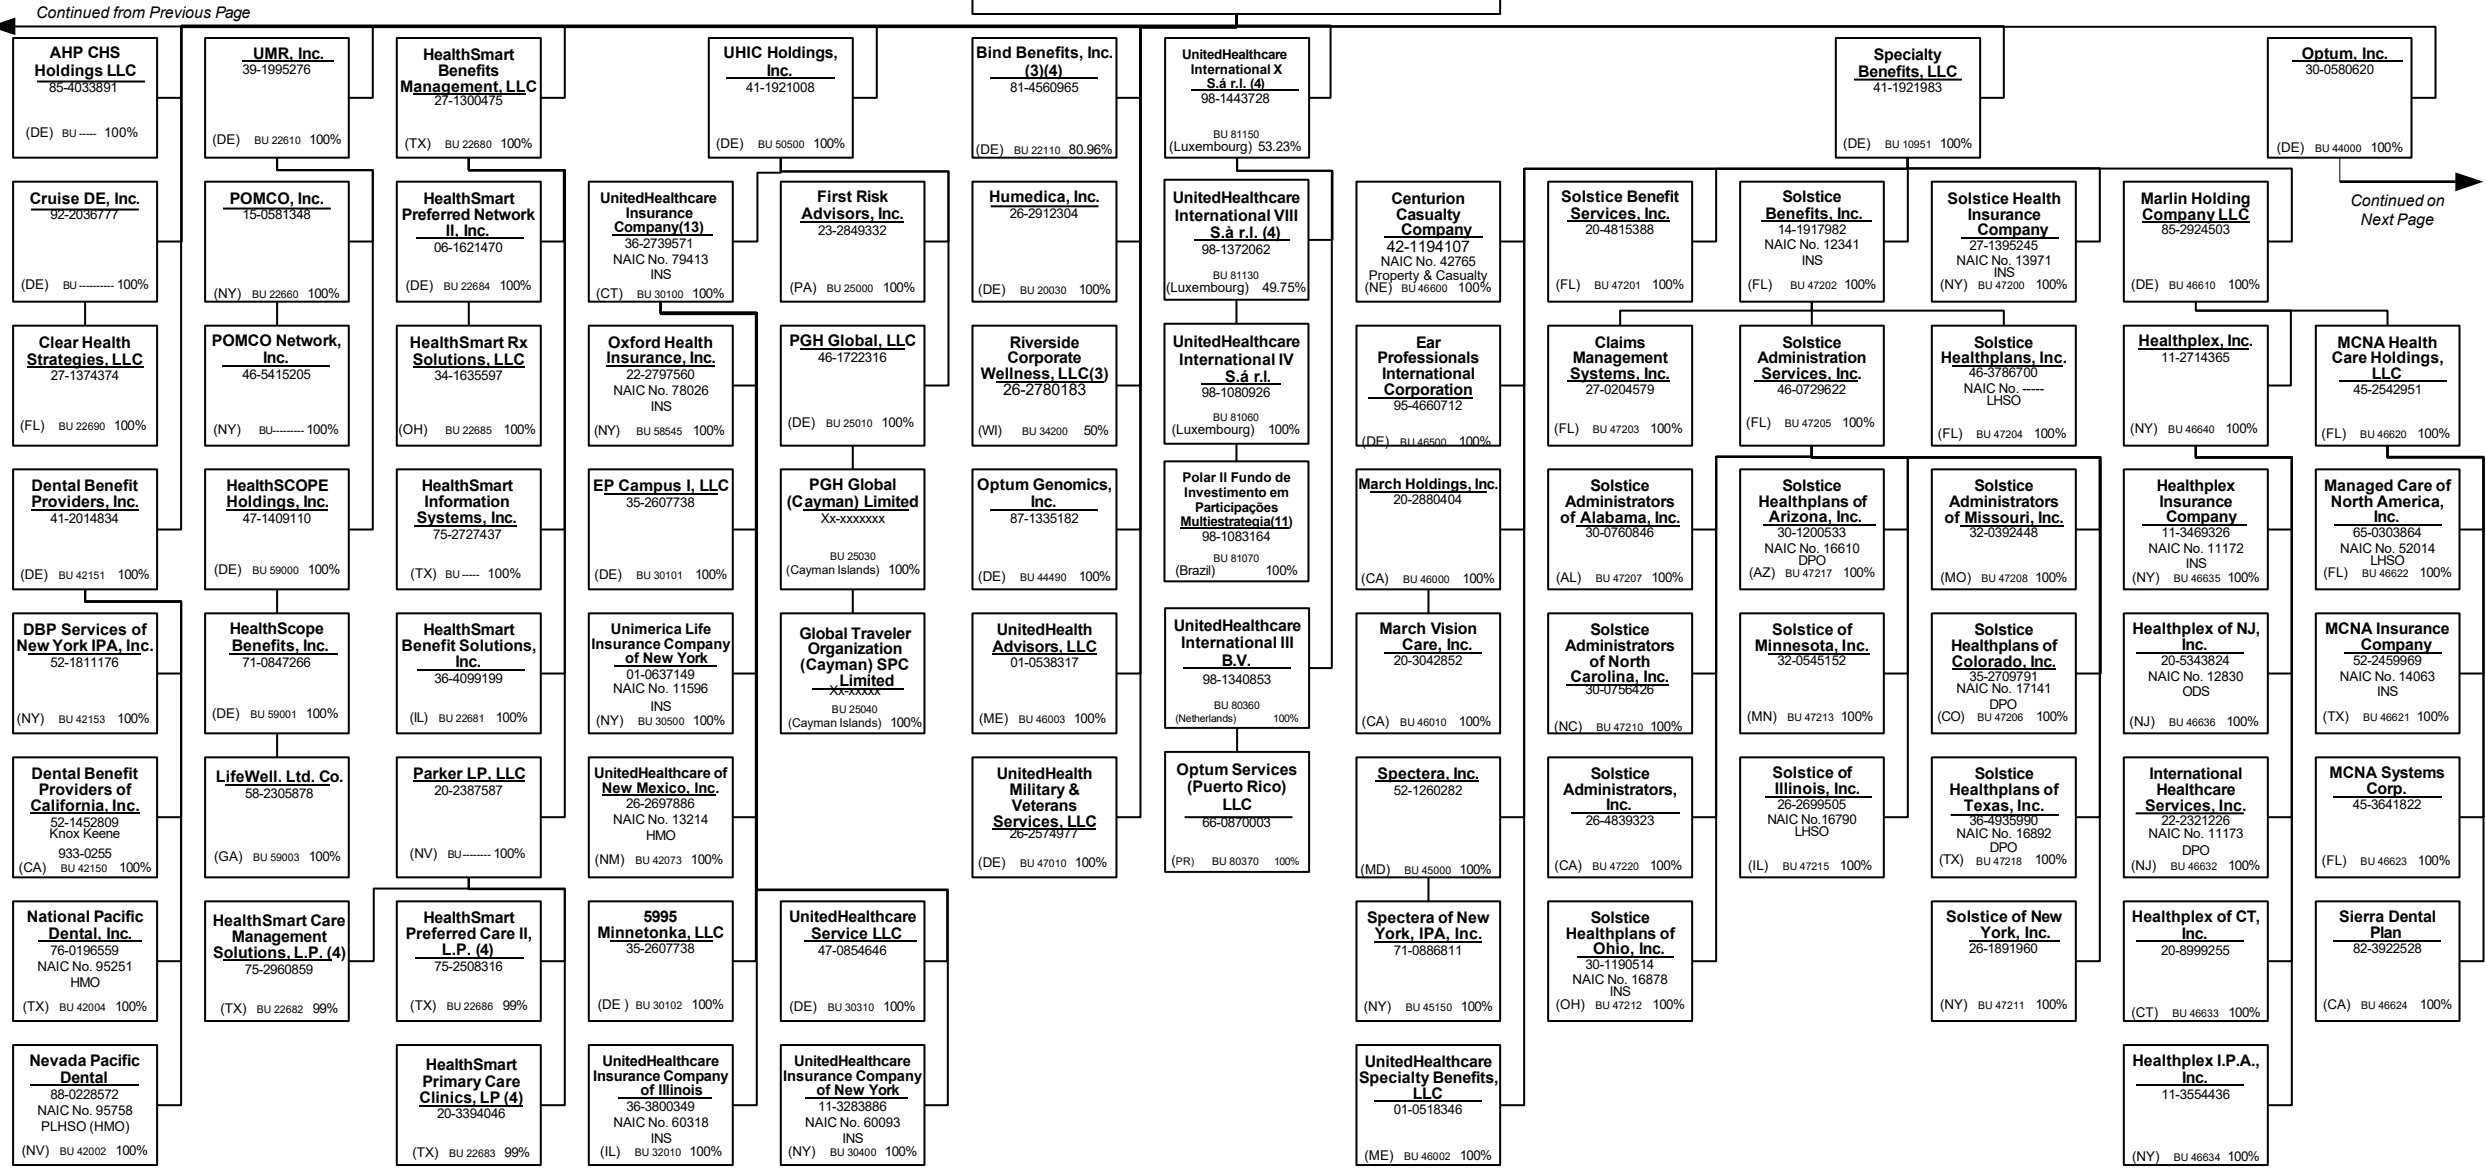 Continued from Previous Page
AHP CHS
Holdings LLC
85-4033891
(DE) BU ----- 100%
UMR, Inc.
39-1995276
(DE) BU 22610 100%
HealthSmart
Benefits
Management, LLC
27-1300475
(TX) BU 22680 100%
UHIC Holdings,
Inc.
41-1921008
(DE) BU 50500 100%
Bind Benefits, Inc.
(3)(4)
81-4560965
(DE) BU 22110 80.96%
UnitedHealthcare
International X
S.á r.l. (4)
98-1443728
BU 81150
(Luxembourg) 53.23%
Specialty
Benefits, LLC
41-1921983
(DE) BU 10951 100%
Optum, Inc.
30-0580620
(DE) BU 44000 100%
Continued on
Next Page
Cruise DE, Inc.
92-2036777
(DE) BU ---------- 100%
POMCO, Inc.
15-0581348
(NY) BU 22660 100%
HealthSmart
Preferred Network
II, Inc.
06-1621470
(DE) BU 22684 100%
UnitedHealthcare
Insurance
Company(13)
36-2739571
NAIC No. 79413
INS
(CT) BU 30100 100%
First Risk
Advisors, Inc.
23-2849332
(PA) BU 25000 100%
Humedica, Inc.
26-2912304
(DE) BU 20030 100%
UnitedHealthcare
International VIII
S.à r.l. (4)
98-1372062
BU 81130
(Luxembourg) 49.75%
Centurion
Casualty
Company
42-1194107
NAIC No. 42765
Property & Casualty
(NE) BU 46600 100%
Solstice Benefit
Services, Inc.
20-4815388
(FL) BU 47201 100%
Solstice
Benefits, Inc.
14-1917982
NAIC No. 12341
INS
(FL) BU 47202 100%
Solstice Health
Insurance
Company
27-1395245
NAIC No. 13971
INS
(NY) BU 47200 100%
Marlin Holding
Company LLC
85-2924503
(DE) BU 46610 100%
Clear Health
Strategies, LLC
27-1374374
(FL) BU 22690 100%
POMCO Network,
Inc.
46-5415205
(NY) BU--------- 100%
HealthSmart Rx
Solutions, LLC
34-1635597
(OH) BU 22685 100%
Oxford Health
Insurance, Inc.
22-2797560
NAIC No. 78026
INS
(NY) BU 58545 100%
PGH Global, LLC
46-1722316
(DE) BU 25010 100%
Riverside
Corporate
Wellness, LLC(3)
26-2780183
(WI) BU 34200 50%
UnitedHealthcare
International IV
S.á r.l.
98-1080926
BU 81060
(Luxembourg) 100%
Ear
Professionals
International
Corporation
95-4660712
(DE) BU 46500 100%
Claims
Management
Systems, Inc.
27-0204579
(FL) BU 47203 100%
Solstice
Administration
Services, Inc.
46-0729622
(FL) BU 47205 100%
Solstice
Healthplans, Inc.
46-3786700
NAIC No. -----
LHSO
(FL) BU 47204 100%
Healthplex, Inc.
11-2714365
(NY) BU 46640 100%
MCNA Health
Care Holdings,
LLC
45-2542951
(FL) BU 46620 100%
Dental Benefit
Providers, Inc.
41-2014834
(DE) BU 42151 100%
HealthSCOPE
Holdings, Inc.
47-1409110
(DE) BU 59000 100%
HealthSmart
Information
Systems, Inc.
75-2727437
(TX) BU ----- 100%
EP Campus I, LLC
35-2607738
(DE) BU 30101 100%
PGH Global
(Cayman) Limited
Xx-xxxxxxx
BU 25030
(Cayman Islands) 100%
Optum Genomics,
Inc.
87-1335182
(DE) BU 44490 100%
Polar II Fundo de
Investimento em
Participações
Multiestrategia(11)
98-1083164
BU 81070
(Brazil) 100%
March Holdings, Inc.
20-2880404
(CA) BU 46000 100%
Solstice
Administrators
of Alabama, Inc.
30-0760846
(AL) BU 47207 100%
Solstice
Healthplans of
Arizona, Inc.
30-1200533
NAIC No. 16610
DPO
(AZ) BU 47217 100%
Solstice
Administrators
of Missouri, Inc.
32-0392448
(MO) BU 47208 100%
Healthplex
Insurance
Company
11-3469326
NAIC No. 11172
INS
(NY) BU 46635 100%
Managed Care of
North America,
Inc.
65-0303864
NAIC No. 52014
LHSO
(FL) BU 46622 100%
DBP Services of
New York IPA, Inc.
52-1811176
(NY) BU 42153 100%
HealthScope
Benefits, Inc.
71-0847266
(DE) BU 59001 100%
HealthSmart
Benefit Solutions,
Inc.
36-4099199
(IL) BU 22681 100%
Unimerica Life
Insurance Company
of New York
01-0637149
NAIC No. 11596
INS
(NY) BU 30500 100%
Global Traveler
Organization
(Cayman) SPC
Limited
Xx-xxxxx
BU 25040
(Cayman Islands) 100%
UnitedHealth
Advisors, LLC
01-0538317
(ME) BU 46003 100%
UnitedHealthcare
International III
B.V.
98-1340853
BU 80360
(Netherlands) 100%
March Vision
Care, Inc.
20-3042852
(CA) BU 46010 100%
Solstice
Administrators
of North
Carolina, Inc.
30-0756426
(NC) BU 47210 100%
Solstice of
Minnesota, Inc.
32-0545152
(MN) BU 47213 100%
Solstice
Healthplans of
Colorado, Inc.
35-2709791
NAIC No. 17141
DPO
(CO) BU 47206 100%
Healthplex of NJ,
Inc.
20-5343824
NAIC No. 12830
ODS
(NJ) BU 46636 100%
MCNA Insurance
Company
52-2459969
NAIC No. 14063
INS
(TX) BU 46621 100%
Dental Benefit
Providers of
California, Inc.
52-1452809
Knox Keene
933-0255
(CA) BU 42150 100%
LifeWell. Ltd. Co.
58-2305878
(GA) BU 59003 100%
Parker LP, LLC
20-2387587
(NV) BU-------- 100%
UnitedHealthcare of
New Mexico, Inc.
26-2697886
NAIC No. 13214
HMO
(NM) BU 42073 100%
UnitedHealth
Military &
Veterans
Services, LLC
26-2574977
(DE) BU 47010 100%
Optum Services
(Puerto Rico)
LLC
66-0870003
(PR) BU 80370 100%
Spectera, Inc.
52-1260282
(MD) BU 45000 100%
Solstice
Administrators,
Inc.
26-4839323
(CA) BU 47220 100%
Solstice of
Illinois, Inc.
26-2699505
NAIC No.16790
LHSO
(IL) BU 47215 100%
Solstice
Healthplans of
Texas, Inc.
36-4935990
NAIC No. 16892
DPO
(TX) BU 47218 100%
International
Healthcare
Services, Inc.
22-2321226
NAIC No. 11173
DPO
(NJ) BU 46632 100%
MCNA Systems
Corp.
45-3641822
(FL) BU 46623 100%
National Pacific
Dental, Inc.
76-0196559
NAIC No. 95251
HMO
(TX) BU 42004 100%
HealthSmart Care
Management
Solutions, L.P. (4)
75-2960859
(TX) BU 22682 99%
HealthSmart
Preferred Care II,
L.P. (4)
75-2508316
(TX) BU 22686 99%
5995
Minnetonka, LLC
35-2607738
(DE ) BU 30102 100%
UnitedHealthcare
Service LLC
47-0854646
(DE) BU 30310 100%
Spectera of New
York, IPA, Inc.
71-0886811
(NY) BU 45150 100%
Solstice
Healthplans of
Ohio, Inc.
30-1190514
NAIC No. 16878
INS
(OH) BU 47212 100%
Solstice of New
York, Inc.
26-1891960
(NY) BU 47211 100%
Healthplex of CT,
Inc.
20-8999255
(CT) BU 46633 100%
Sierra Dental
Plan
82-3922528
(CA) BU 46624 100%
Nevada Pacific
Dental
88-0228572
NAIC No. 95758
PLHSO (HMO)
(NV) BU 42002 100%
HealthSmart
Primary Care
Clinics, LP (4)
20-3394046
(TX) BU 22683 99%
UnitedHealthcare
Insurance Company
of Illinois
36-3800349
NAIC No. 60318
INS
(IL) BU 32010 100%
UnitedHealthcare
Insurance Company
of New York
11-3283886
NAIC No. 60093
INS
(NY) BU 30400 100%
UnitedHealthcare
Specialty Benefits,
LLC
01-0518346
(ME) BU 46002 100%
Healthplex I.P.A.,
Inc.
11-3554436
(NY) BU 46634 100%